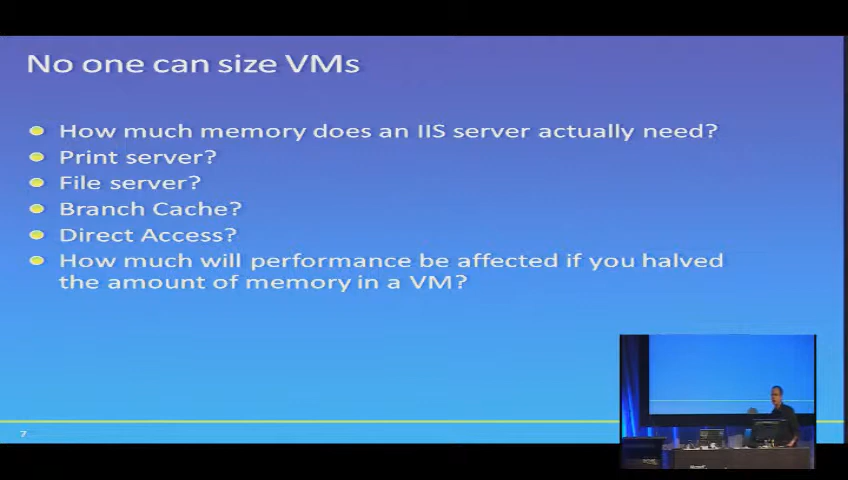 No one can size VMs
How much memory does an IIS server actually need?
Print server?
File server?
Branch Cache?
Direct Access?
How much will performance be affected if you halved
the amount of memory in a VM?
7